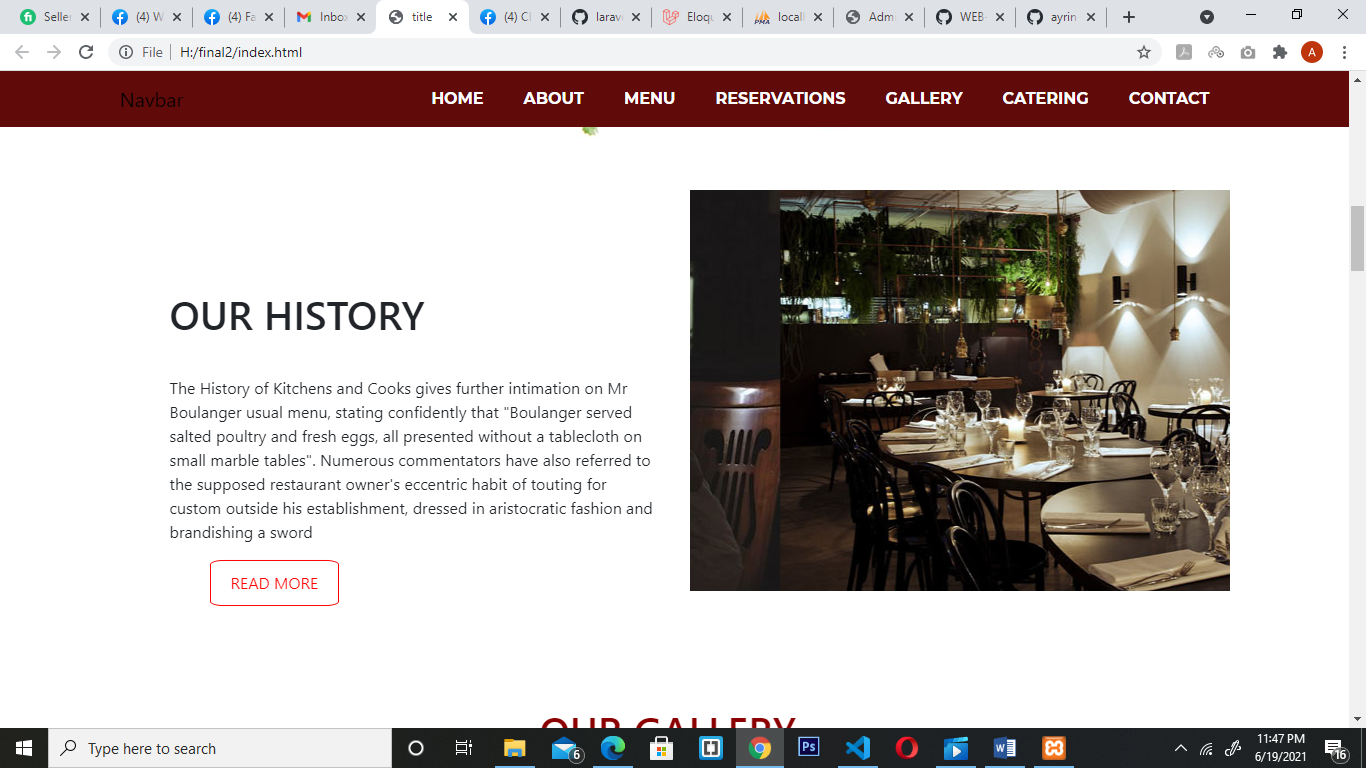 Seller
(4) W
(4) Fa
Inbox
title
(4) Cl
larav
Eloqu
locall
Adm
WEB-
ayrin
File
H:/final2/index.html
A
Navbar
HOME
ABOUT
MENU
RESERVATIONS
GALLERY
CATERING
CONTACT
OUR HISTORY
The History of Kitchens and Cooks gives further intimation on Mr
Boulanger usual menu, stating confidently that "Boulanger served
salted poultry and fresh eggs, all presented without a tablecloth on
small marble tables". Numerous commentators have also referred to
the supposed restaurant owner's eccentric habit of touting for
custom outside his establishment, dressed in aristocratic fashion and
brandishing a sword
READ MORE
OUR GALLERY
Type here to search
6
Ps
11:47 PM
6/19/2021
16